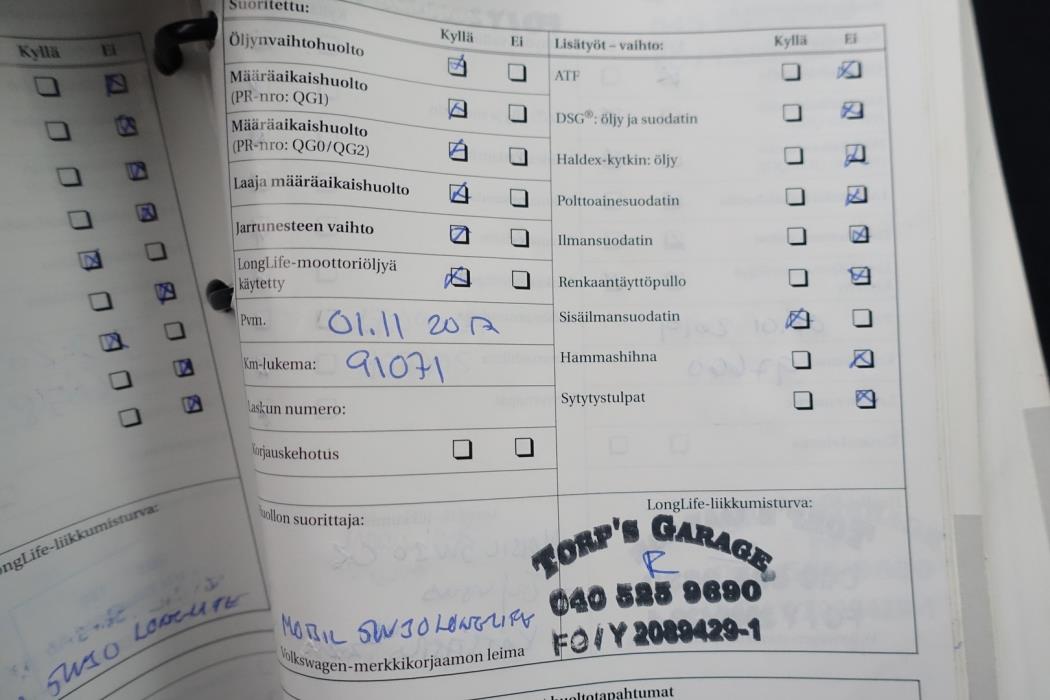 Suoritettu:
Kyllä Ei
Öljynvaihtohuolto
Määräaikaishuolto
(PR-nro: QG1)
Määräaikaishuolto
(PR-nro: QG0/QG2)
Laaja määräaikaishuolto
Jarrunesteen vaihto
LongLife-moottoriöljyä
käytetty
Pvm. 01.11 2017
Km-lukema: 91071
Laskun numero:
Korjauskehotus
Lisätyöt – vaihto: Kyllä Ei
ATF
DSG®: öljy ja suodatin
Haldex-kytkin: öljy
Polttoainesuodatin
Ilmansuodatin
Renkaantäyttöpullo
Sisäilmansuodatin
Hammashihna
Sytytystulpat
Huollon suorittaja:
MOBIL 5W30 LONGLIFE
Volkswagen-merkkikorjaamon leima
LongLife-liikkumisturva:
TORP'S GARAGE
R
040 525 9690
FO/Y 2089429-1
Kyllä Ei
LongLife-liikkumisturva:
5W30 LONGLIFE